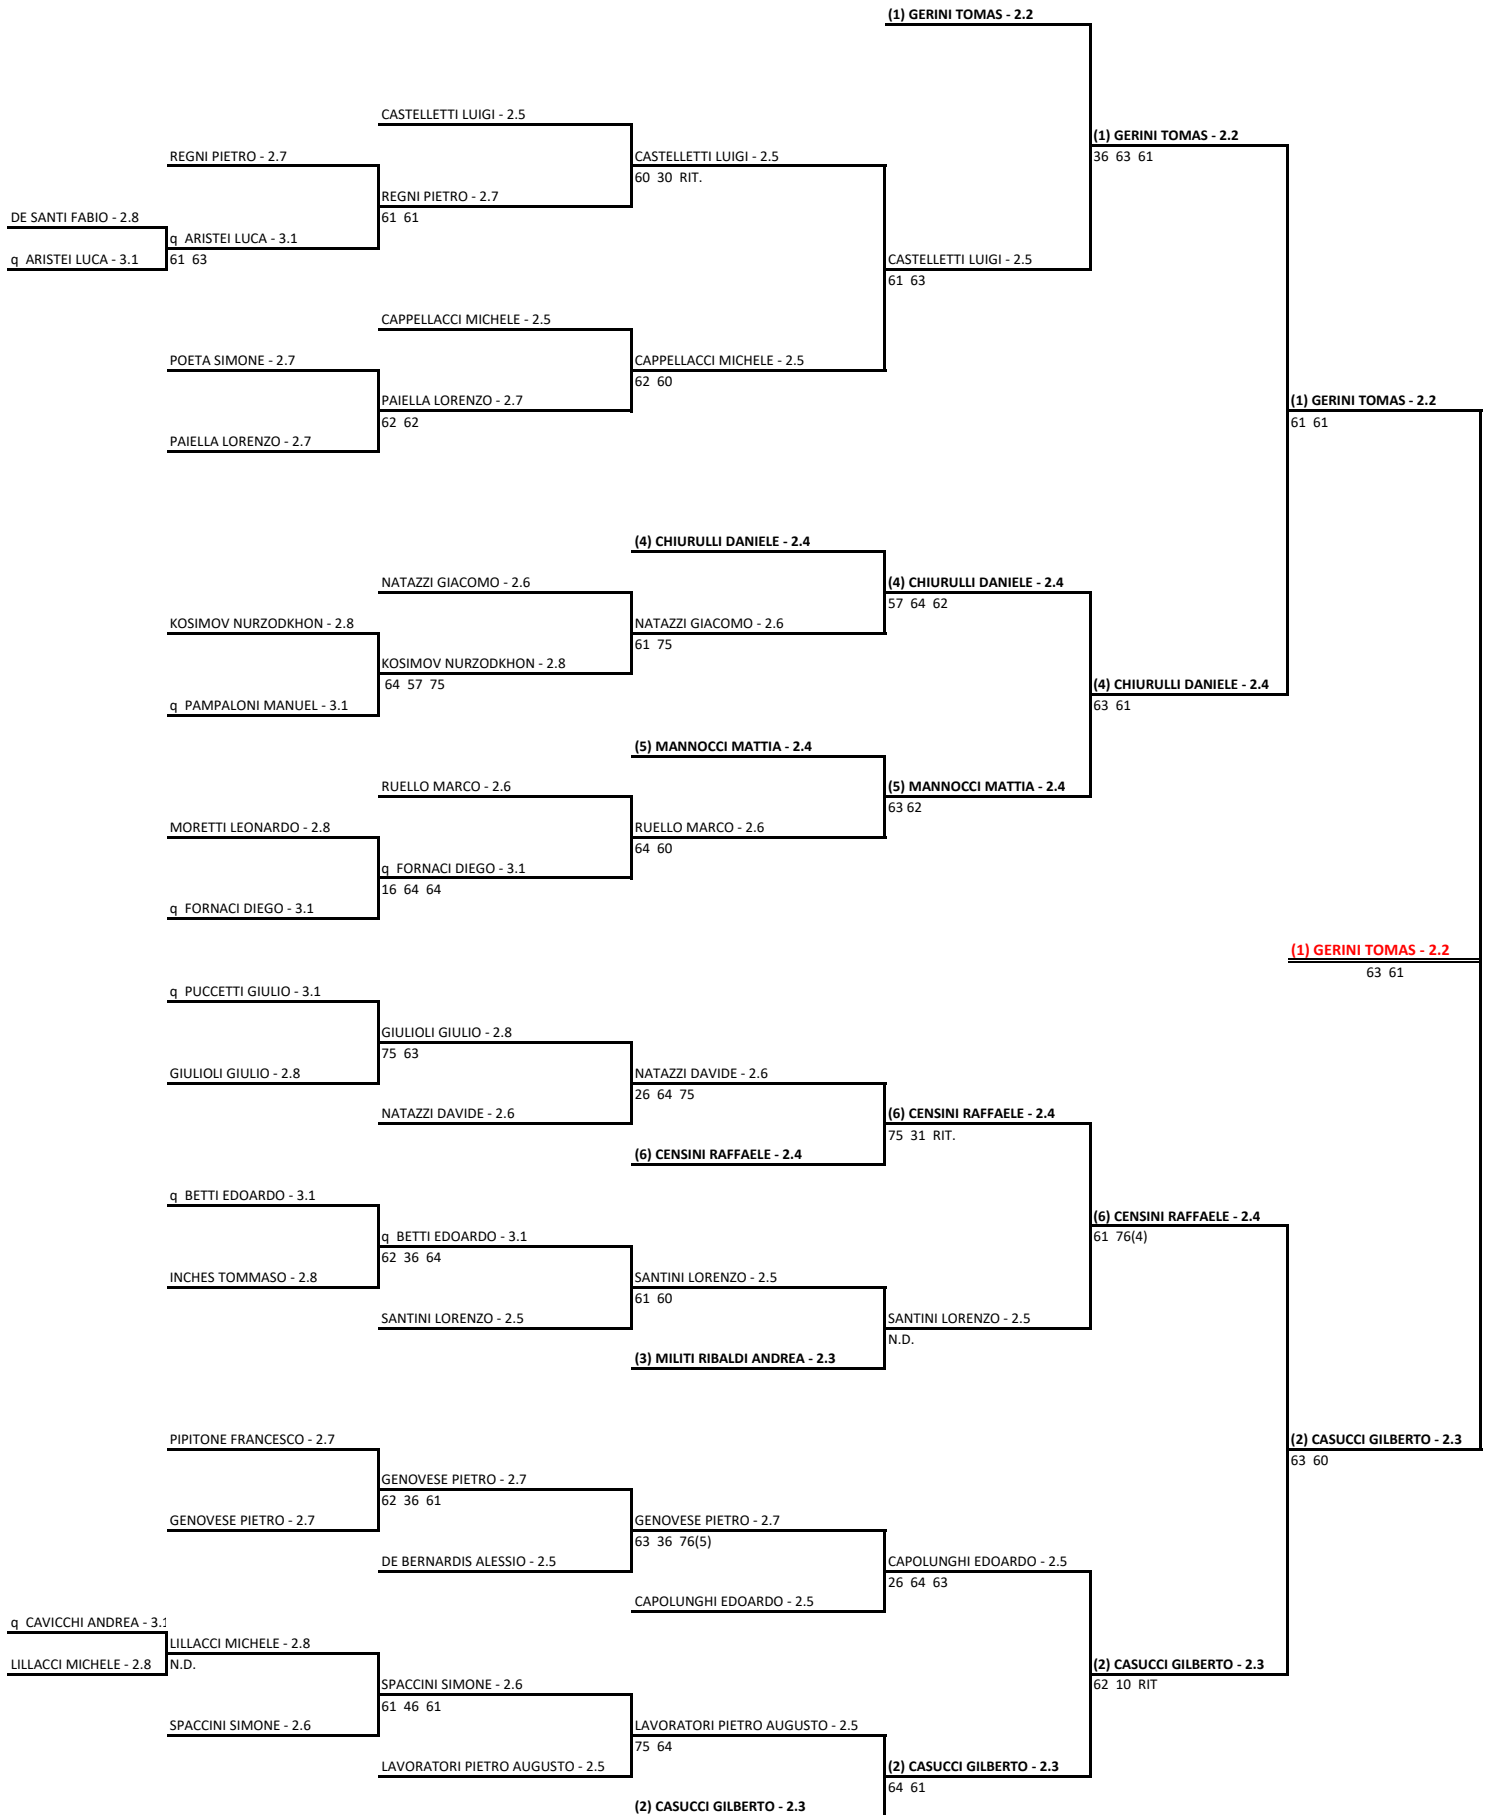 (1) GERINI TOMAS - 2.2
CASTELLETTI LUIGI - 2.5
(1) GERINI TOMAS - 2.2
REGNI PIETRO - 2.7
CASTELLETTI LUIGI - 2.5
36 63 61
60 30 RIT.
REGNI PIETRO - 2.7
DE SANTI FABIO - 2.8
61 61
q ARISTEI LUCA - 3.1
q ARISTEI LUCA - 3.1
61 63
CASTELLETTI LUIGI - 2.5
61 63
CAPPELLACCI MICHELE - 2.5
POETA SIMONE - 2.7
CAPPELLACCI MICHELE - 2.5
62 60
PAIELLA LORENZO - 2.7
(1) GERINI TOMAS - 2.2
62 62
61 61
PAIELLA LORENZO - 2.7
(4) CHIURULLI DANIELE - 2.4
NATAZZI GIACOMO - 2.6
(4) CHIURULLI DANIELE - 2.4
57 64 62
KOSIMOV NURZODKHON - 2.8
NATAZZI GIACOMO - 2.6
61 75
KOSIMOV NURZODKHON - 2.8
64 57 75
(4) CHIURULLI DANIELE - 2.4
q PAMPALONI MANUEL - 3.1
63 61
(5) MANNOCCI MATTIA - 2.4
RUELLO MARCO - 2.6
(5) MANNOCCI MATTIA - 2.4
63 62
MORETTI LEONARDO - 2.8
RUELLO MARCO - 2.6
64 60
q FORNACI DIEGO - 3.1
16 64 64
q FORNACI DIEGO - 3.1
(1) GERINI TOMAS - 2.2
63 61
q PUCCETTI GIULIO - 3.1
GIULIOLI GIULIO - 2.8
75 63
GIULIOLI GIULIO - 2.8
NATAZZI DAVIDE - 2.6
26 64 75
NATAZZI DAVIDE - 2.6
(6) CENSINI RAFFAELE - 2.4
75 31 RIT.
(6) CENSINI RAFFAELE - 2.4
q BETTI EDOARDO - 3.1
(6) CENSINI RAFFAELE - 2.4
q BETTI EDOARDO - 3.1
61 76(4)
62 36 64
INCHES TOMMASO - 2.8
SANTINI LORENZO - 2.5
61 60
SANTINI LORENZO - 2.5
SANTINI LORENZO - 2.5
N.D.
(3) MILITI RIBALDI ANDREA - 2.3
PIPITONE FRANCESCO - 2.7
(2) CASUCCI GILBERTO - 2.3
63 60
GENOVESE PIETRO - 2.7
62 36 61
GENOVESE PIETRO - 2.7
GENOVESE PIETRO - 2.7
63 36 76(5)
DE BERNARDIS ALESSIO - 2.5
CAPOLUNGHI EDOARDO - 2.5
26 64 63
CAPOLUNGHI EDOARDO - 2.5
q CAVICCHI ANDREA - 3.1
LILLACCI MICHELE - 2.8
LILLACCI MICHELE - 2.8
N.D.
(2) CASUCCI GILBERTO - 2.3
62 10 RIT
SPACCINI SIMONE - 2.6
61 46 61
SPACCINI SIMONE - 2.6
LAVORATORI PIETRO AUGUSTO - 2.5
75 64
LAVORATORI PIETRO AUGUSTO - 2.5
(2) CASUCCI GILBERTO - 2.3
64 61
(2) CASUCCI GILBERTO - 2.3